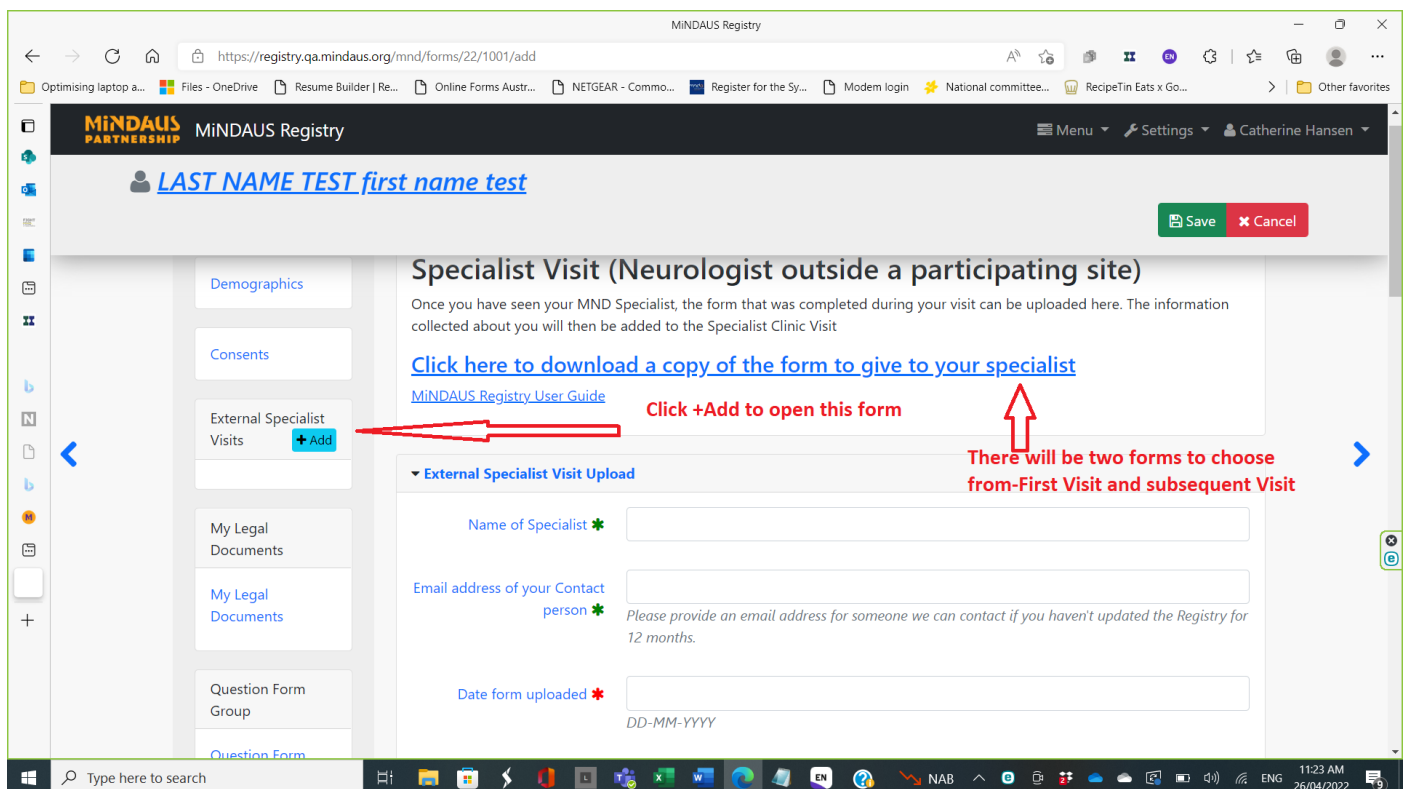 MiNDAUS Registry
https://registry.qa.mindaus.org/mnd/forms/22/1001/add
Optimising laptop a... Files - OneDrive Resume Builder | Re... Online Forms Austr... NETGEAR - Commo... Register for the Sy... Modem login National committee... RecipeTin Eats x Go... Other favorites
MiNDAUS
PARTNERSHIP
MiNDAUS Registry
Menu Settings Catherine Hansen
LAST NAME TEST first name test
Save Cancel
Demographics
Consents
External Specialist
Visits + Add
My Legal
Documents
My Legal
Documents
Question Form
Group
Question Form
Specialist Visit (Neurologist outside a participating site)
Once you have seen your MND Specialist, the form that was completed during your visit can be uploaded here. The information
collected about you will then be added to the Specialist Clinic Visit
Click here to download a copy of the form to give to your specialist
MiNDAUS Registry User Guide
Click +Add to open this form
There will be two forms to choose
from-First Visit and subsequent Visit
External Specialist Visit Upload
Name of Specialist
Email address of your Contact
person
Please provide an email address for someone we can contact if you haven't updated the Registry for
12 months.
Date form uploaded
DD-MM-YYYY
Type here to search
EN
NAB
ENG
11:23 AM
26/04/2022